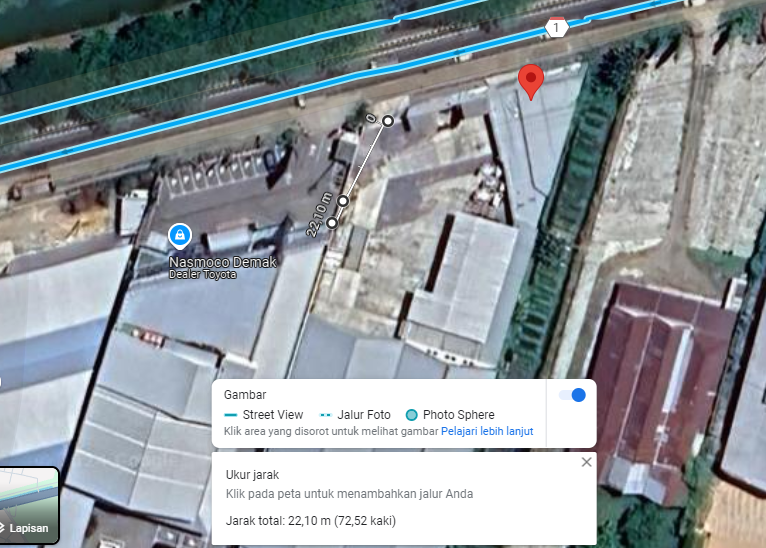 1
0
22,10 m
Nasmoco Demak
Dealer Toyota
Gambar
Street View
Jalur Foto
Photo Sphere
Klik area yang disorot untuk melihat gambar Pelajari lebih lanjut
Ukur jarak
Klik pada peta untuk menambahkan jalur Anda
Jarak total: 22,10 m (72,52 kaki)
Lapisan